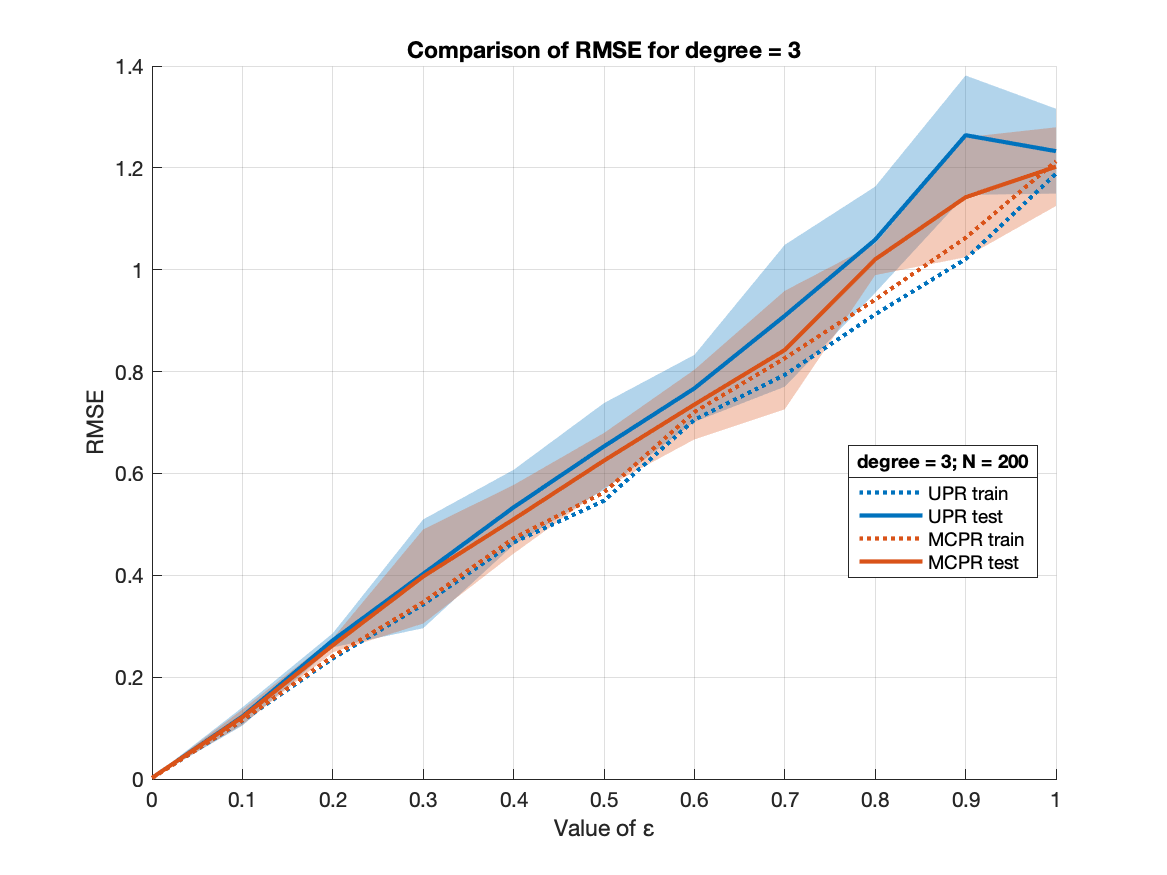 Comparison of RMSE for degree = 3
1.4
1.2
1
0.8
0.6
0.4
0.2
0
RMSE
degree = 3; N = 200
UPR train
UPR test
MCPR train
MCPR test
0 0.1 0.2 0.3 0.4 0.5 0.6 0.7 0.8 0.9 1
Value of ε